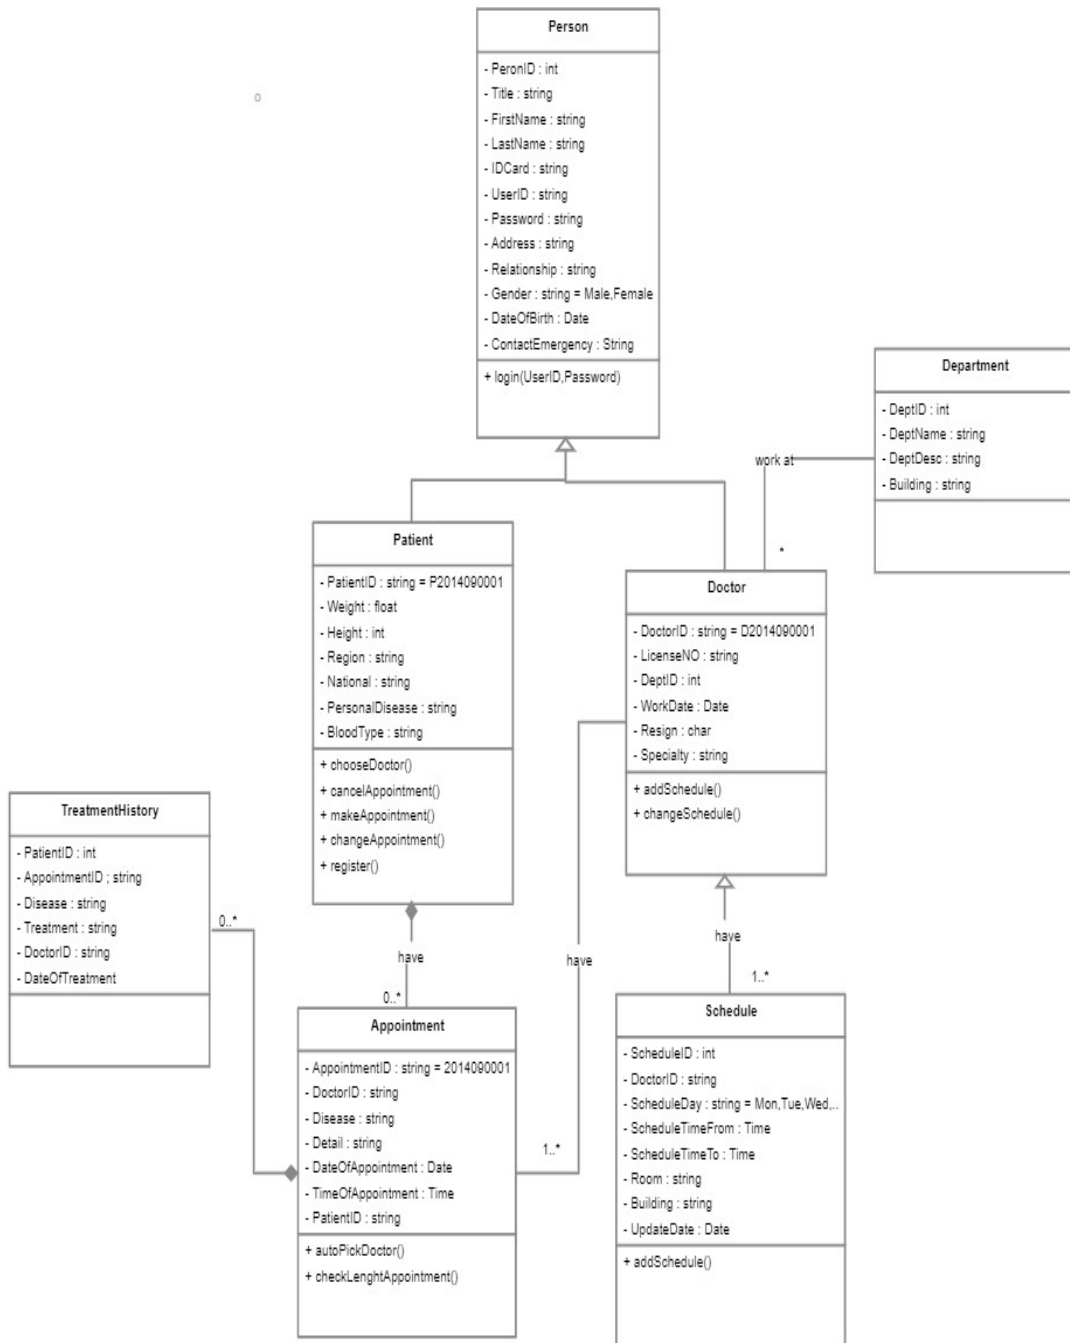 Person
- PeronID : int
- Title : string
- FirstName : string
- LastName : string
- IDCard : string
- UserID : string
- Password : string
- Address : string
- Relationship : string
- Gender : string = Male,Female
- DateOfBirth : Date
- ContactEmergency : String
+ login(UserID,Password)
Department
- DeptID : int
- DeptName : string
- DeptDesc : string
- Building : string
work at
*
Patient
- PatientID : string = P2014090001
- Weight : float
- Height : int
- Region : string
- National : string
- PersonalDisease : string
- BloodType : string
+ chooseDoctor()
+ cancelAppointment()
+ makeAppointment()
+ changeAppointment()
+ register()
Doctor
- DoctorID : string = D2014090001
- LicenseNO : string
- DeptID : int
- WorkDate : Date
- Resign : char
- Specialty : string
+ addSchedule()
+ changeSchedule()
TreatmentHistory
- PatientID : int
- AppointmentID ; string
- Disease : string
- Treatment : string
- DoctorID : string
- DateOfTreatment
0..*
have
0..*
have
1..*
have
1..*
Appointment
- AppointmentID : string = 2014090001
- DoctorID : string
- Disease : string
- Detail : string
- DateOfAppointment : Date
- TimeOfAppointment : Time
- PatientID : string
+ autoPickDoctor()
+ checkLenghtAppointment()
Schedule
- ScheduleID : int
- DoctorID : string
- ScheduleDay : string = Mon,Tue,Wed,..
- ScheduleTimeFrom : Time
- ScheduleTimeTo : Time
- Room : string
- Building : string
- UpdateDate : Date
+ addSchedule()